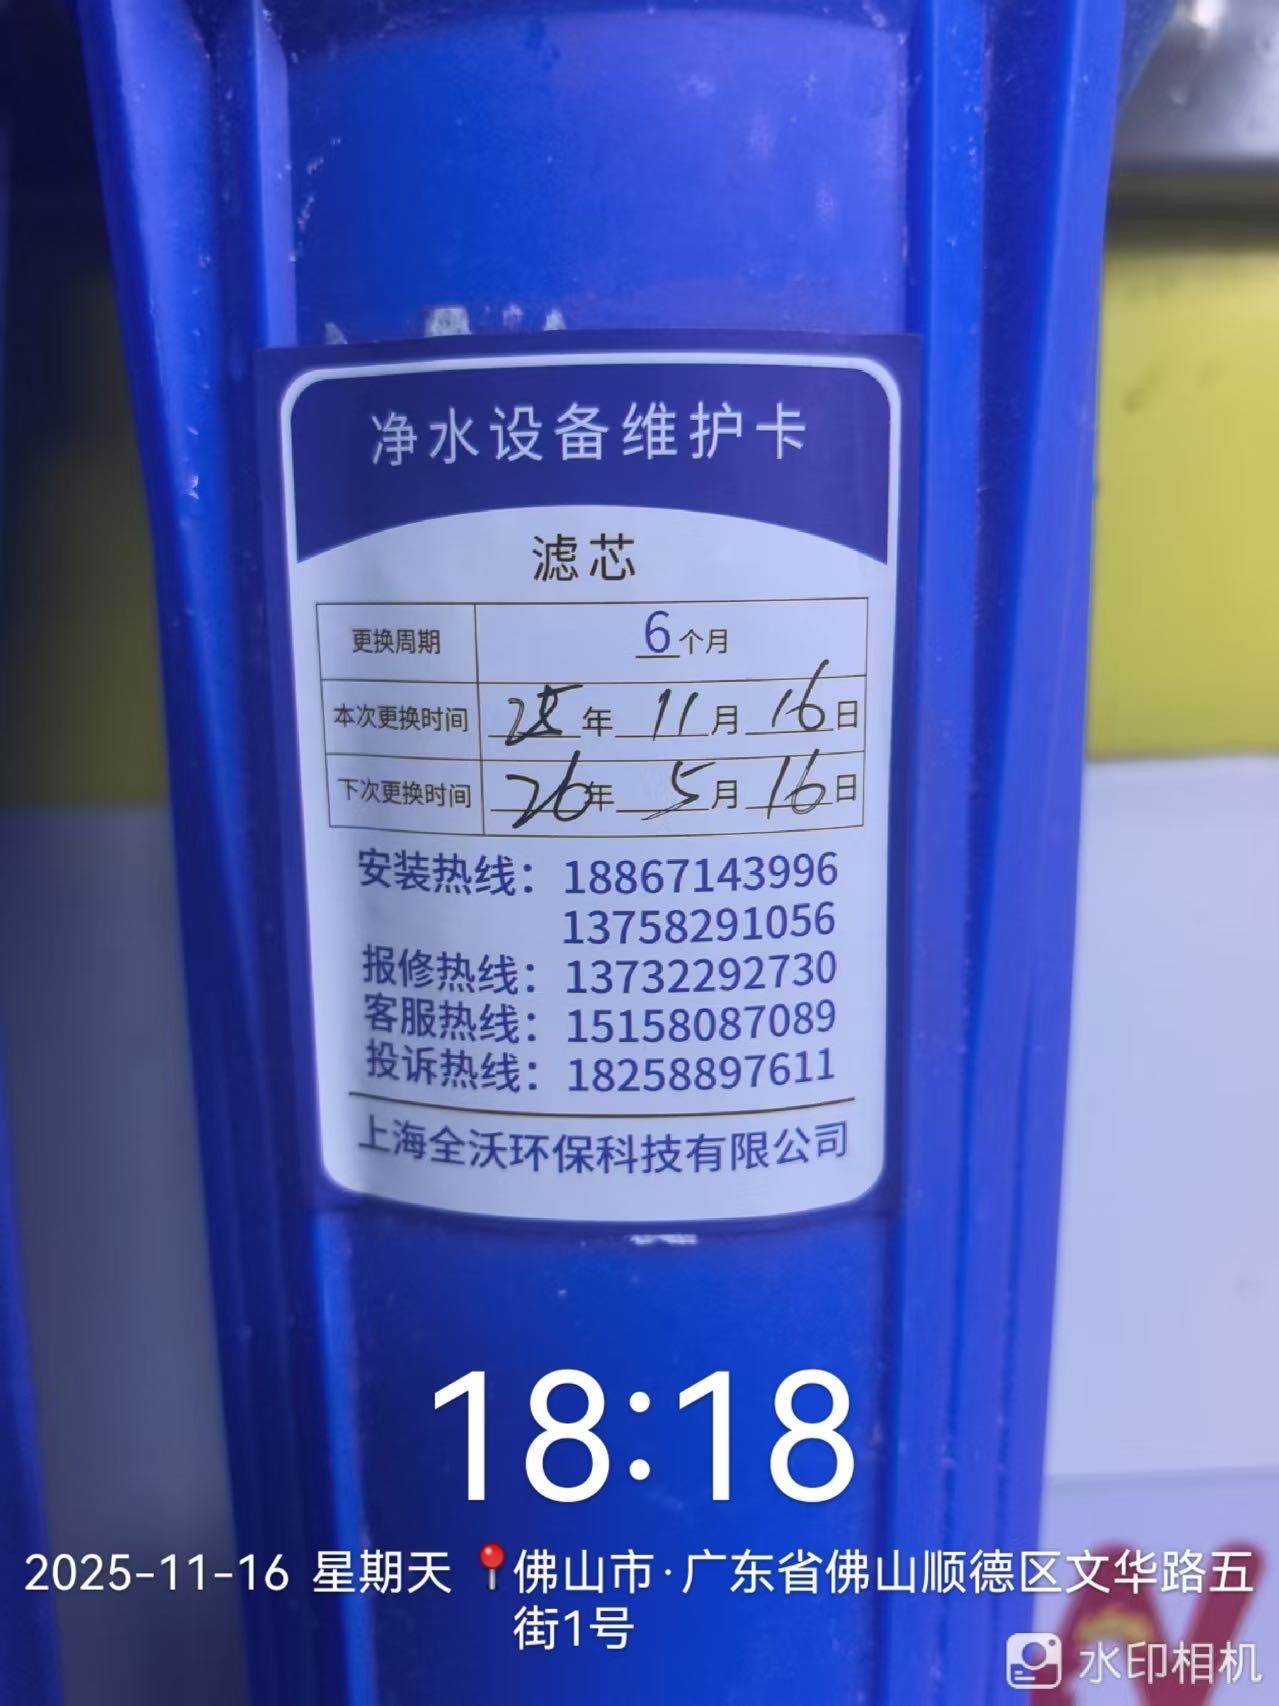 净水设备维护卡
滤芯
更换周期 6个月
本次更换时间 25年 11月 16日
下次更换时间 26年 5月 16日
安装热线：18867143996
13758291056
报修热线：13732292730
客服热线：15158087089
投诉热线：18258897611
上海全沃环保科技有限公司
18:18
2025-11-16 星期天 佛山市·广东省佛山顺德区文华路五
街1号
水印相机